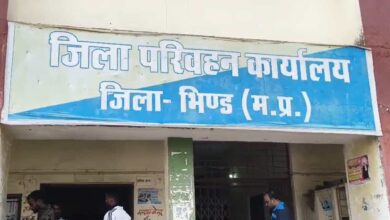 जिला परिवहन कार्यालय
जिला- भिण्ड (म.प्र.)